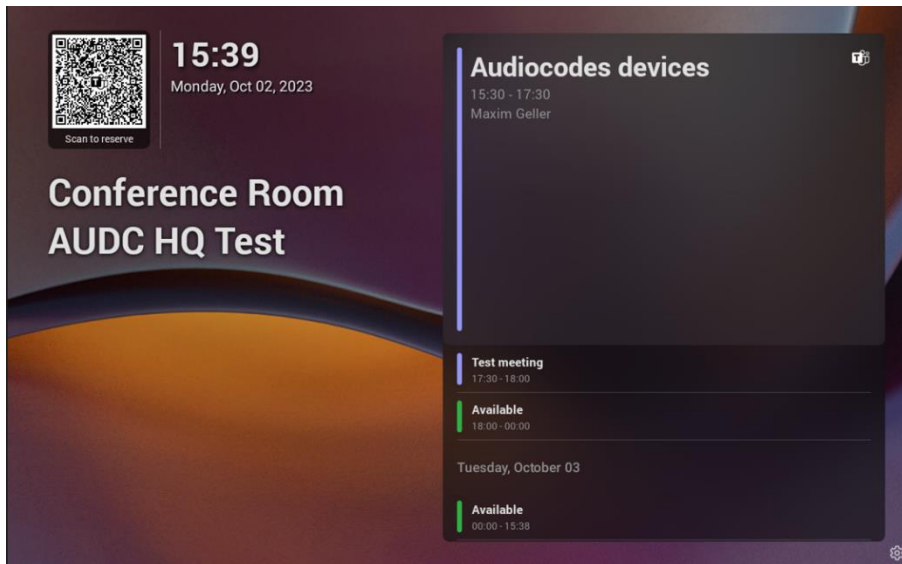 15:39
Monday, Oct 02, 2023
Scan to reserve
Conference Room
AUDC HQ Test
Audiocodes devices
15:30 - 17:30
Maxim Geller
Test meeting
17:30 - 18:00
Available
18:00 - 00:00
Tuesday, October 03
Available
00:00 - 15:38